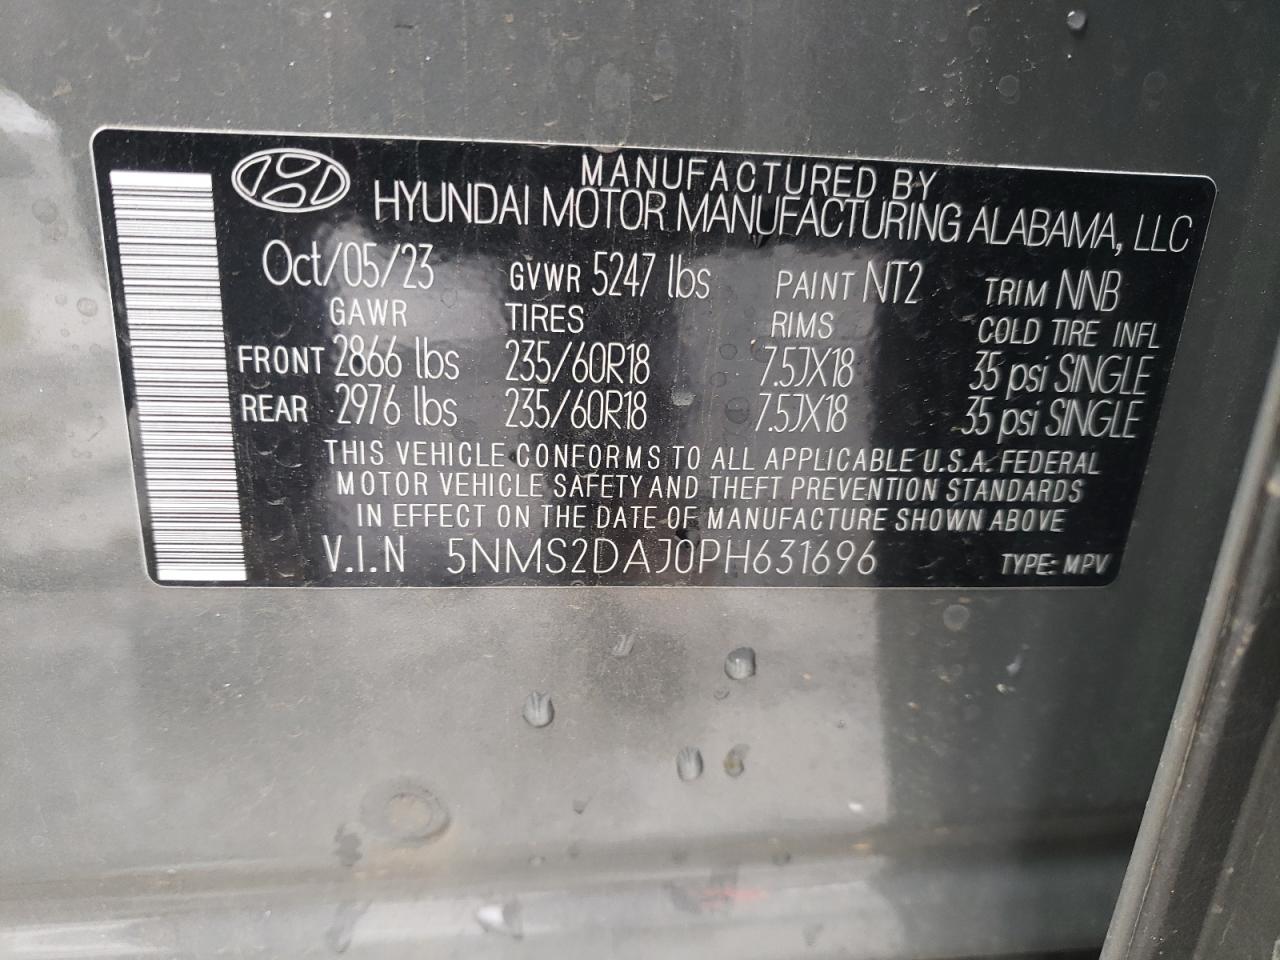 MANUFACTURED BY
HYUNDAI MOTOR MANUFACTURING ALABAMA, LLC
Oct/05/23 GVWR 5247 lbs PAINT NT2 TRIM NNB
GAWR TIRES RIMS COLD TIRE INFL
FRONT 2866 lbs 235/60R18 7.5JX18 35 psi SINGLE
REAR 2976 lbs 235/60R18 7.5JX18 35 psi SINGLE
THIS VEHICLE CONFORMS TO ALL APPLICABLE U.S.A. FEDERAL
MOTOR VEHICLE SAFETY AND THEFT PREVENTION STANDARDS
IN EFFECT ON THE DATE OF MANUFACTURE SHOWN ABOVE
V.I.N 5NMS2DAJ0PH631696 TYPE: MPV